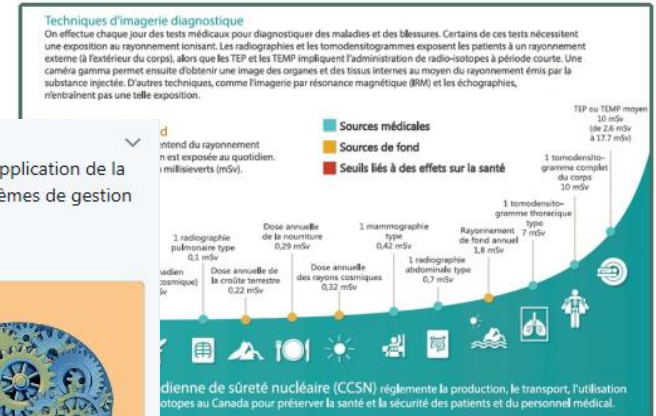 Techniques d'imagerie diagnostique
On effectue chaque jour des tests médicaux pour diagnostiquer des maladies et des blessures. Certains de ces tests nécessitent
une exposition au rayonnement ionisant. Les radiographies et les tomodensitogrammes exposent les patients à un rayonnement
externe (à l'extérieur du corps), alors que les TEP et les TEMP impliquent l'administration de radio-isotopes à période courte. Une
caméra gamma permet ensuite d'obtenir une image des organes et des tissus internes au moyen du rayonnement émis par la
substance injectée. D'autres techniques, comme l'imagerie par résonance magnétique (IRM) et les échographies,
n'entraînent pas une telle exposition.
pplication de la
èmes de gestion
d
entend du rayonnement
n est exposée au quotidien.
millisieverts (mSv).
Sources médicales
Sources de fond
Seuils liés à des effets sur la santé
TEP ou TEMP moyen
10 mSv
(de 2,6 mSv
à 17,7 mSv)
1 tomodensito-
gramme complet
du corps
10 mSv
1 tomodensito-
gramme thoracique
type
7 mSv
Rayonnement
de fond annuel
1,8 mSv
1 radiographie
abdominale type
0,7 mSv
1 mammographie
type
0,42 mSv
Dose annuelle
des rayons cosmiques
0,32 mSv
Dose annuelle
de la nourriture
0,29 mSv
Dose annuelle de
la croûte terrestre
0,22 mSv
1 radiographie
pulmonaire type
0,1 mSv
adien
cosmique)
dienne de sûreté nucléaire (CCSN) réglemente la production, le transport, l'utilisation
otopes au Canada pour préserver la santé et la sécurité des patients et du personnel médical.